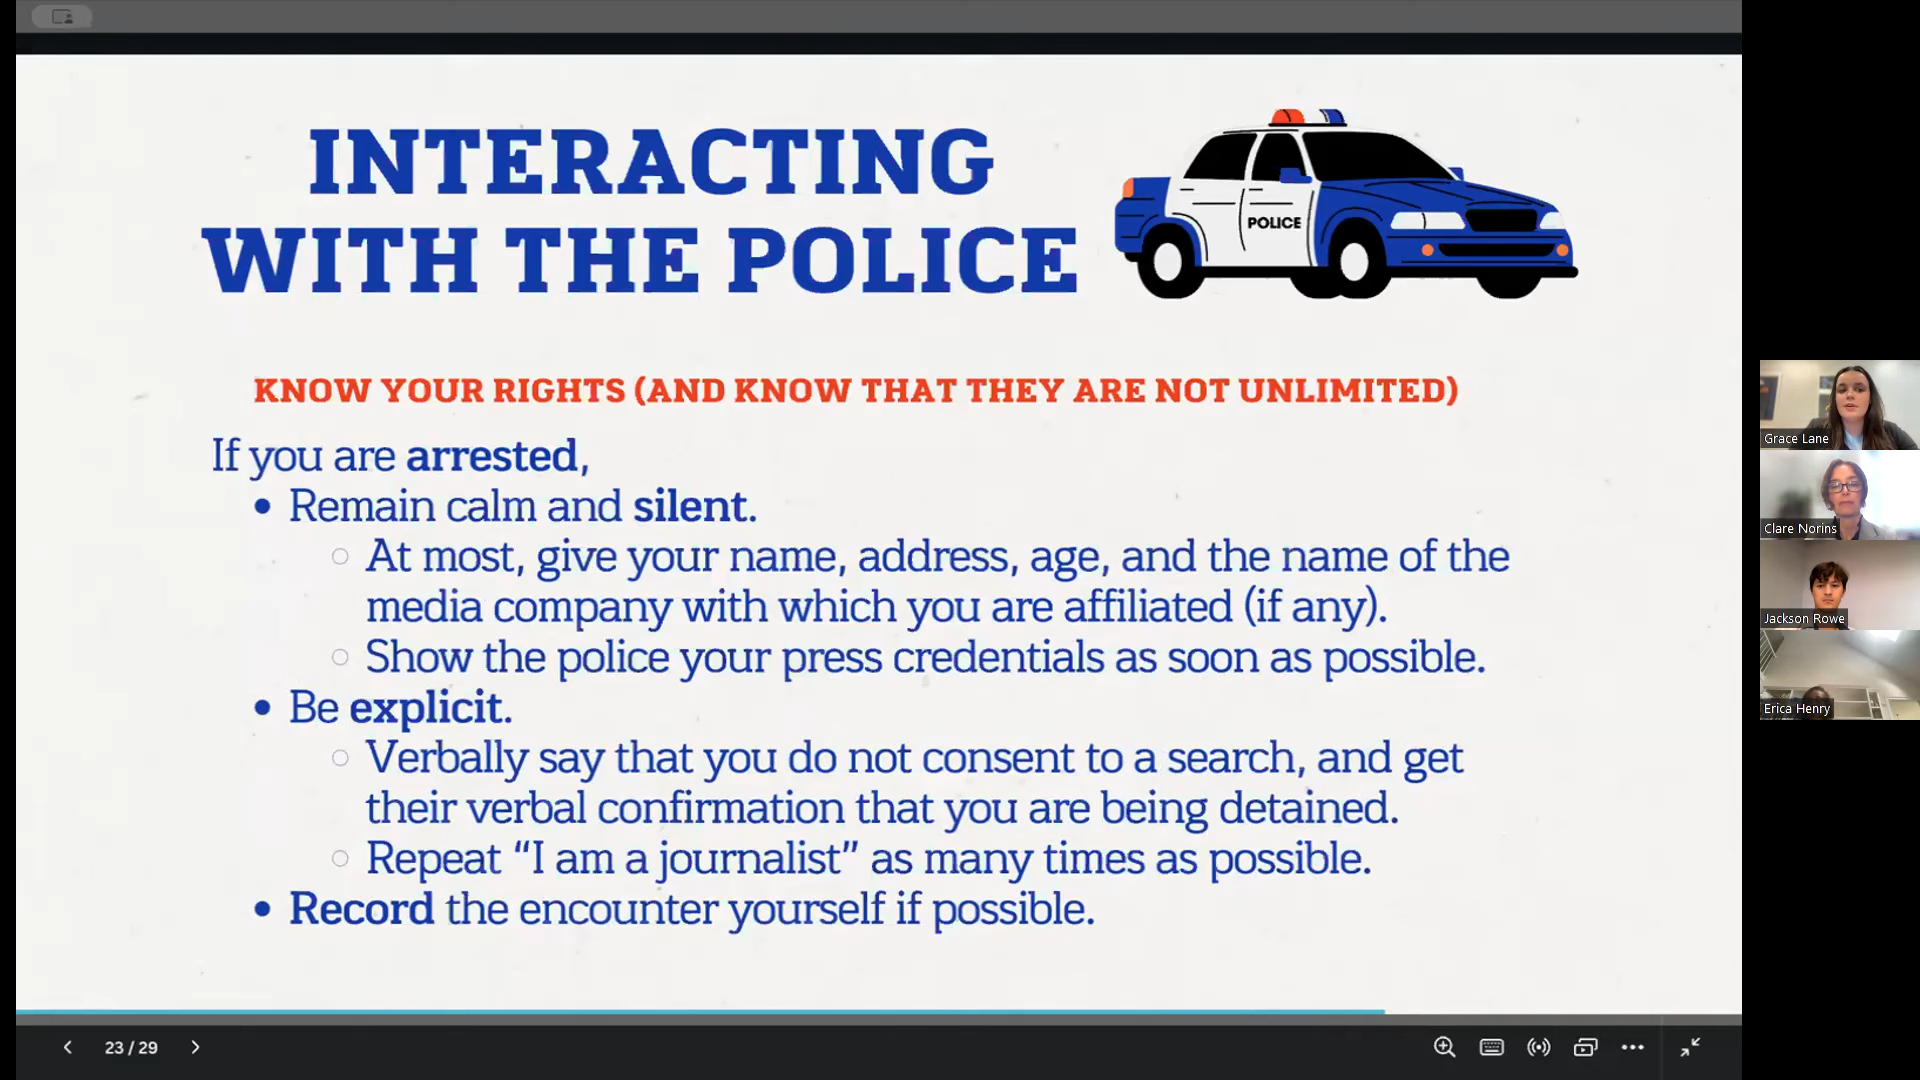 INTERACTING
WITH THE POLICE
POLICE
KNOW YOUR RIGHTS (AND KNOW THAT THEY ARE NOT UNLIMITED)
If you are arrested,
• Remain calm and silent.
○ At most, give your name, address, age, and the name of the
media company with which you are affiliated (if any).
○ Show the police your press credentials as soon as possible.
• Be explicit.
○ Verbally say that you do not consent to a search, and get
their verbal confirmation that you are being detained.
○ Repeat “I am a journalist” as many times as possible.
• Record the encounter yourself if possible.
23 / 29
Grace Lane
Clare Norins
Jackson Rowe
Erica Henry